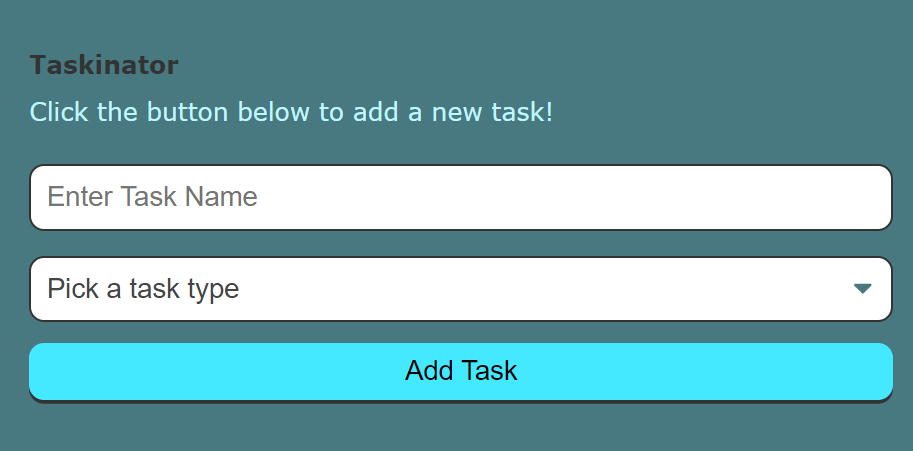 Taskinator
Click the button below to add a new task!
Enter Task Name
Pick a task type
Add Task